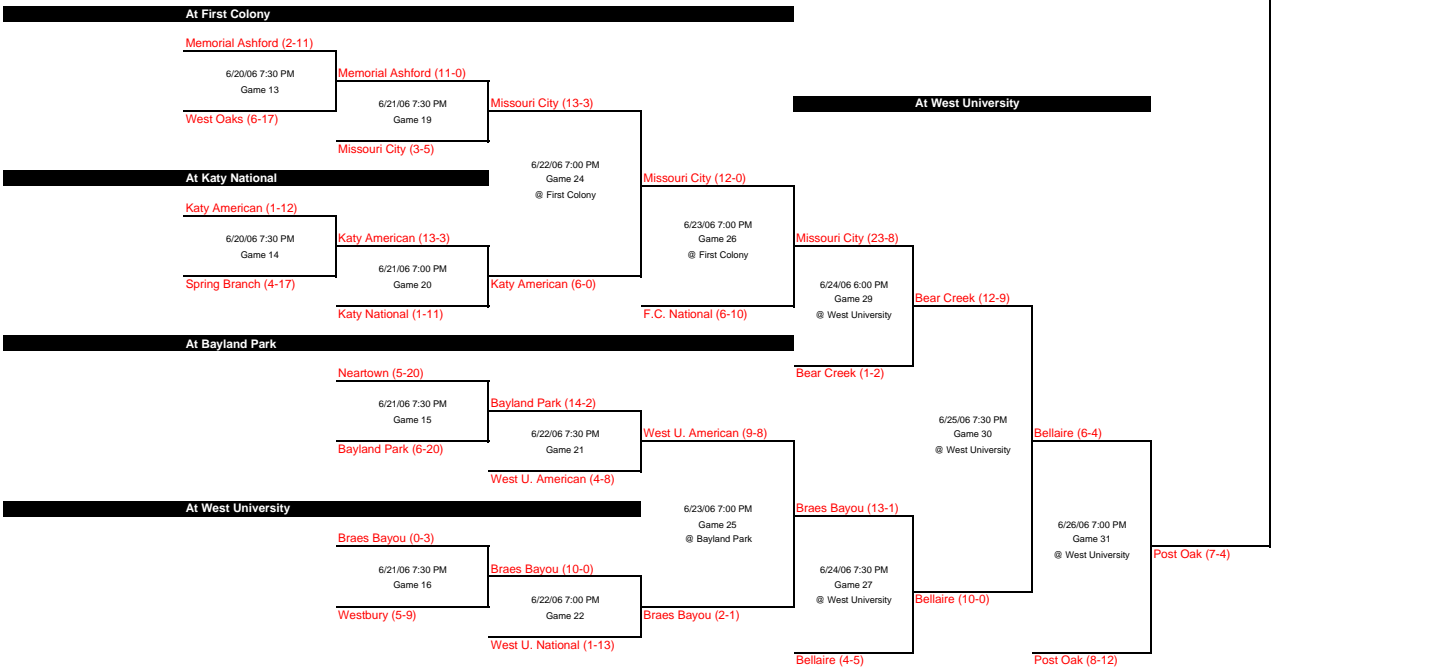 At First Colony
Memorial Ashford (2-11)
6/20/06 7:30 PM
Game 13
West Oaks (6-17)
Memorial Ashford (11-0)
6/21/06 7:30 PM
Game 19
Missouri City (3-5)
Missouri City (13-3)
6/22/06 7:00 PM
Game 24
@ First Colony
At Katy National
Katy American (1-12)
6/20/06 7:30 PM
Game 14
Spring Branch (4-17)
Katy American (13-3)
6/21/06 7:00 PM
Game 20
Katy National (1-11)
Katy American (6-0)
Missouri City (12-0)
6/23/06 7:00 PM
Game 26
@ First Colony
F.C. National (6-10)
At West University
Missouri City (23-8)
6/24/06 6:00 PM
Game 29
@ West University
Bear Creek (1-2)
Bear Creek (12-9)
At Bayland Park
Neartown (5-20)
6/21/06 7:30 PM
Game 15
Bayland Park (6-20)
Bayland Park (14-2)
6/22/06 7:30 PM
Game 21
West U. American (4-8)
West U. American (9-8)
6/23/06 7:00 PM
Game 25
@ Bayland Park
At West University
Braes Bayou (0-3)
6/21/06 7:30 PM
Game 16
Westbury (5-9)
Braes Bayou (10-0)
6/22/06 7:00 PM
Game 22
West U. National (1-13)
Braes Bayou (2-1)
Braes Bayou (13-1)
6/24/06 7:30 PM
Game 27
@ West University
Bellaire (4-5)
Bellaire (10-0)
6/25/06 7:30 PM
Game 30
@ West University
Bellaire (6-4)
6/26/06 7:00 PM
Game 31
@ West University
Post Oak (8-12)
Post Oak (7-4)